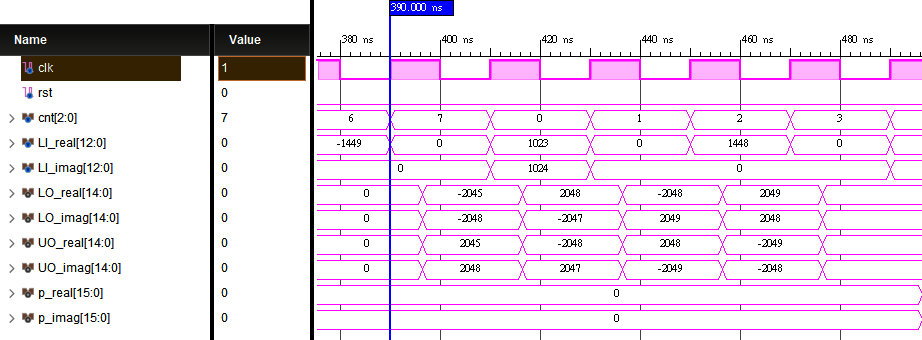 390.000 ns
Name Value 380 ns 400 ns 420 ns 440 ns 460 ns 480 ns
clk 1
rst 0
cnt[2:0] 7 6 7 0 1 2 3
LI_real[12:0] 0 -1449 0 1023 0 1448 0
LI_imag[12:0] 0 0 1024 0
LO_real[14:0] 0 0 -2045 2048 -2048 2049
LO_imag[14:0] 0 0 -2048 -2047 2049 2048
UO_real[14:0] 0 0 2045 -2048 2048 -2049
UO_imag[14:0] 0 0 2048 2047 -2049 -2048
p_real[15:0] 0 0
p_imag[15:0] 0 0